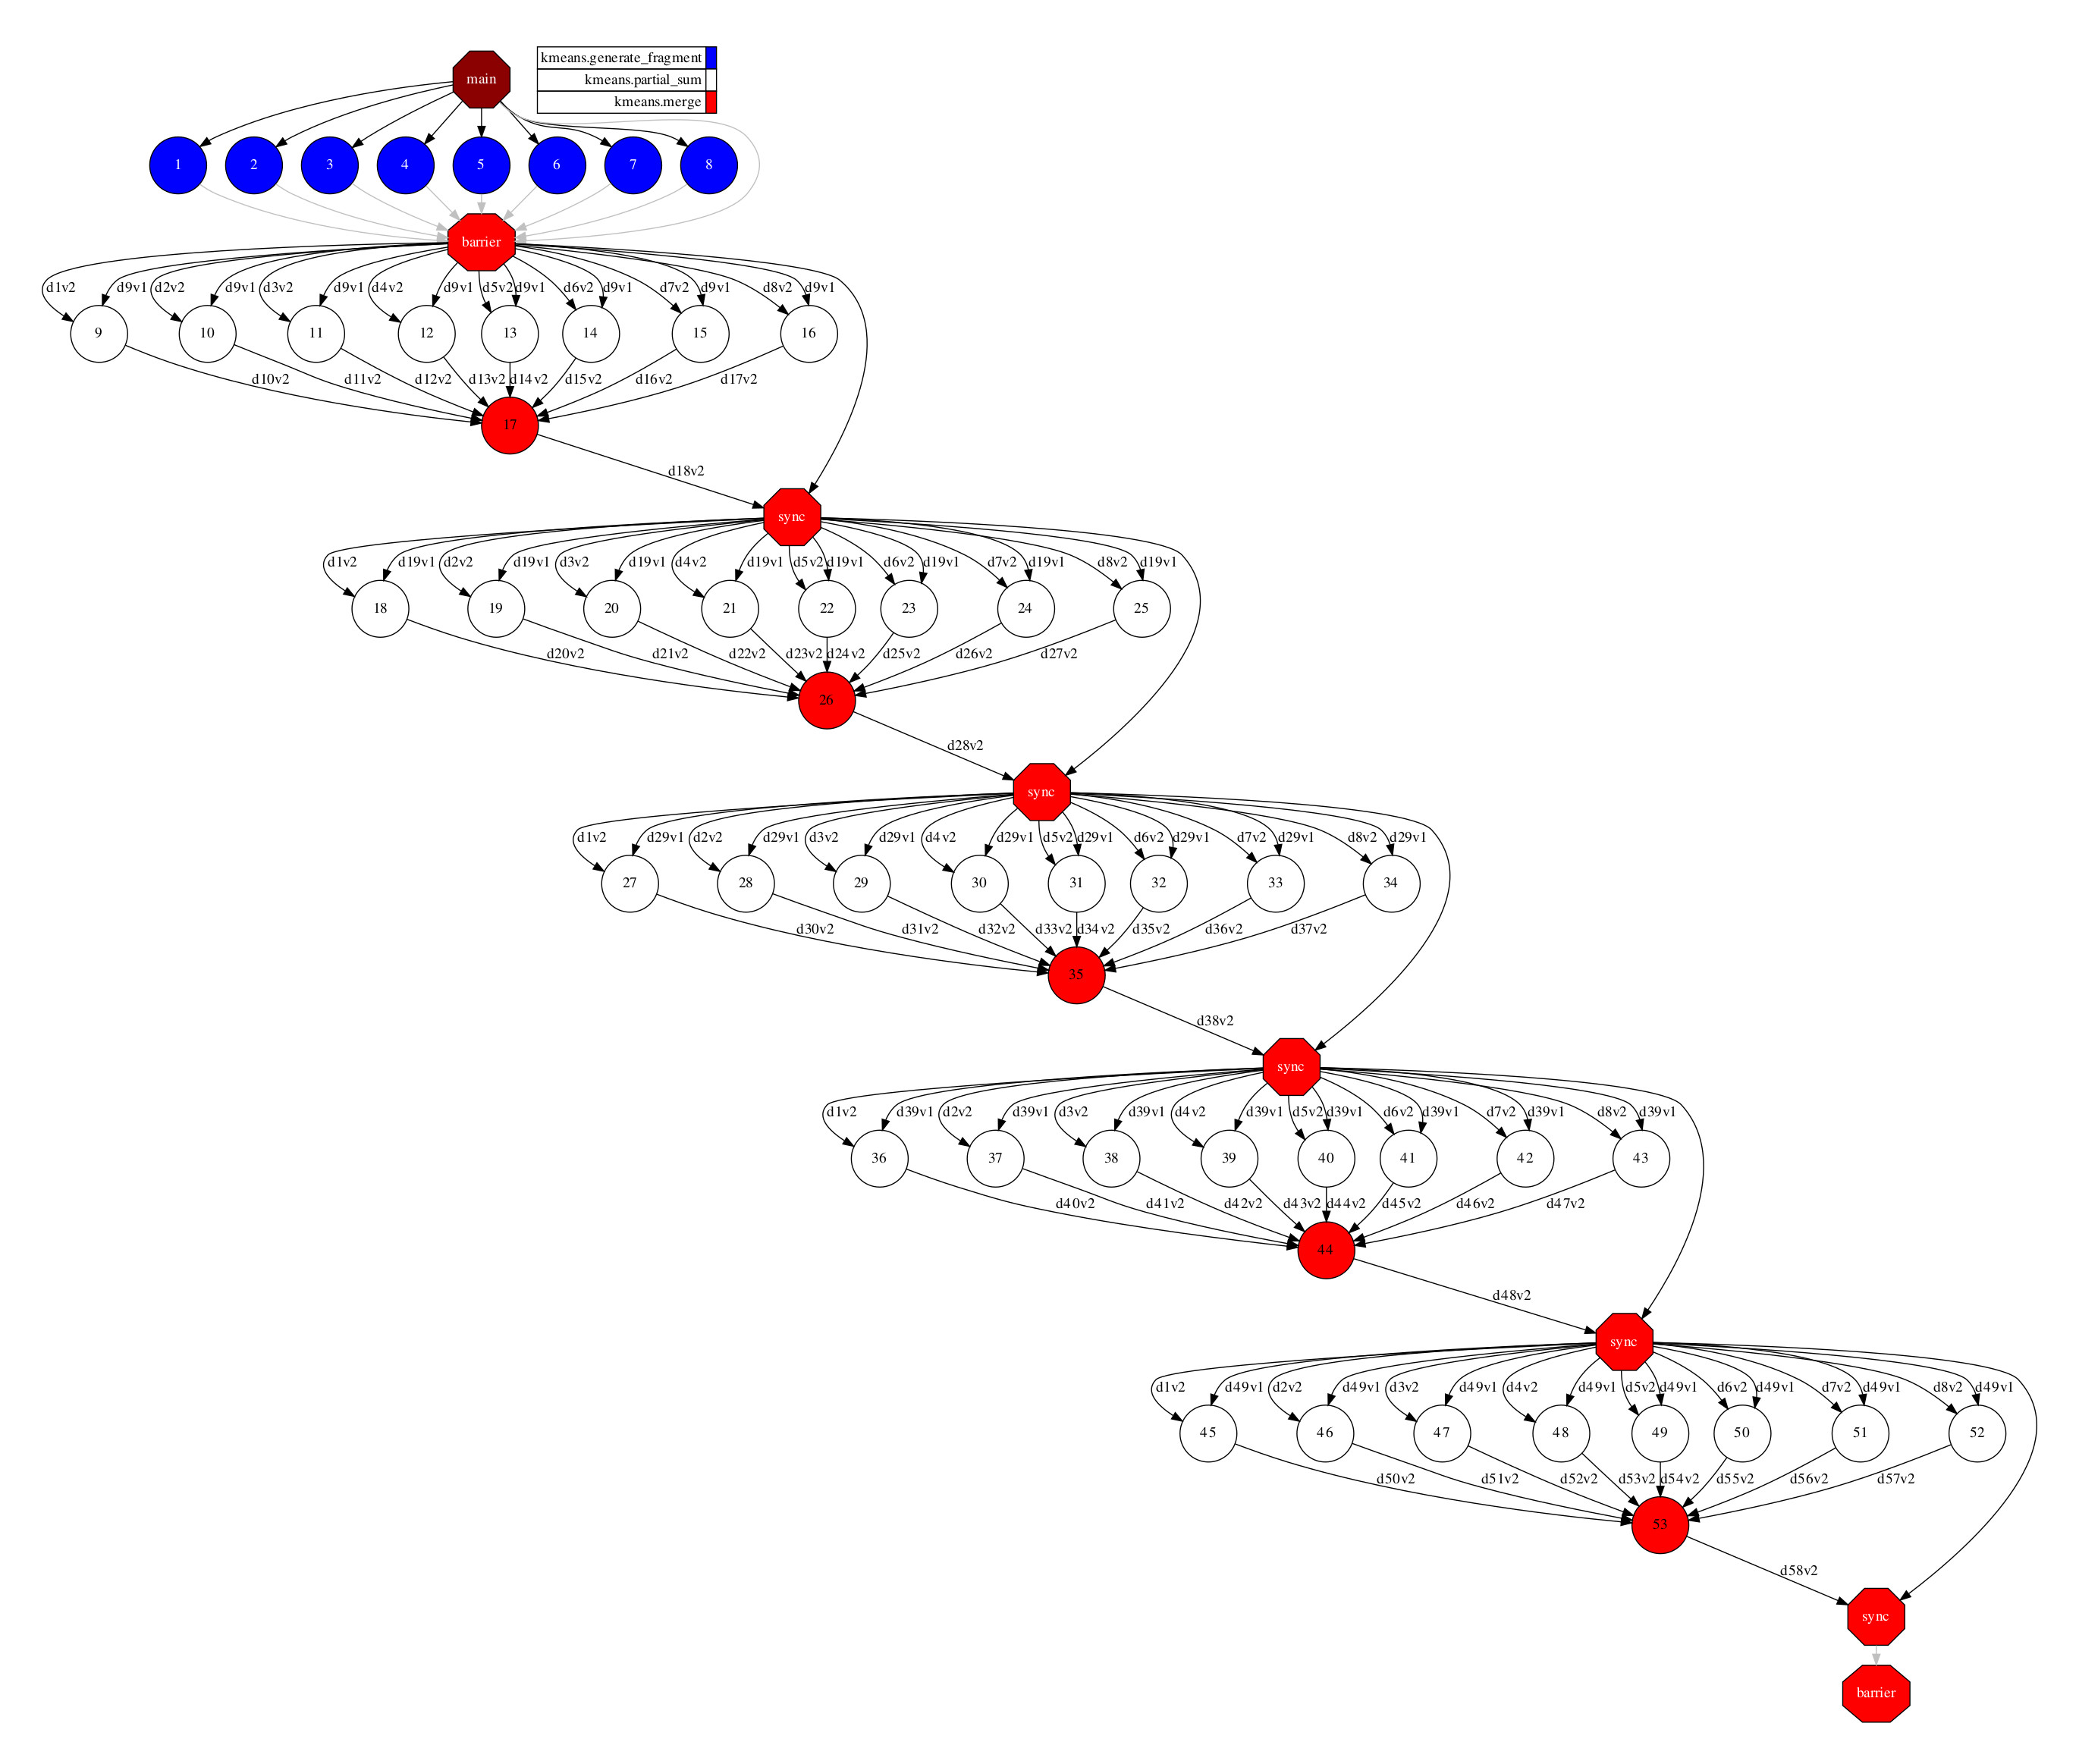 main
kmeans.generate_fragment
kmeans.partial_sum
kmeans.merge
1 2 3 4 5 6 7 8
barrier
d1v2 d9v1 d2v2 d9v1 d3v2 d9v1 d4v2 d9v1 d5v2 d9v1 d6v2 d9v1 d7v2 d9v1 d8v2 d9v1
9 10 11 12 13 14 15 16
d10v2 d11v2 d12v2 d13v2 d14v2 d15v2 d16v2 d17v2
17
d18v2
sync
d1v2 d19v1 d2v2 d19v1 d3v2 d19v1 d4v2 d19v1 d5v2 d19v1 d6v2 d19v1 d7v2 d19v1 d8v2 d19v1
18 19 20 21 22 23 24 25
d20v2 d21v2 d22v2 d23v2 d24v2 d25v2 d26v2 d27v2
26
d28v2
sync
d1v2 d29v1 d2v2 d29v1 d3v2 d29v1 d4v2 d29v1 d5v2 d29v1 d6v2 d29v1 d7v2 d29v1 d8v2 d29v1
27 28 29 30 31 32 33 34
d30v2 d31v2 d32v2 d33v2 d34v2 d35v2 d36v2 d37v2
35
d38v2
sync
d1v2 d39v1 d2v2 d39v1 d3v2 d39v1 d4v2 d39v1 d5v2 d39v1 d6v2 d39v1 d7v2 d39v1 d8v2 d39v1
36 37 38 39 40 41 42 43
d40v2 d41v2 d42v2 d43v2 d44v2 d45v2 d46v2 d47v2
44
d48v2
sync
d1v2 d49v1 d2v2 d49v1 d3v2 d49v1 d4v2 d49v1 d5v2 d49v1 d6v2 d49v1 d7v2 d49v1 d8v2 d49v1
45 46 47 48 49 50 51 52
d50v2 d51v2 d52v2 d53v2 d54v2 d55v2 d56v2 d57v2
53
d58v2
sync
barrier